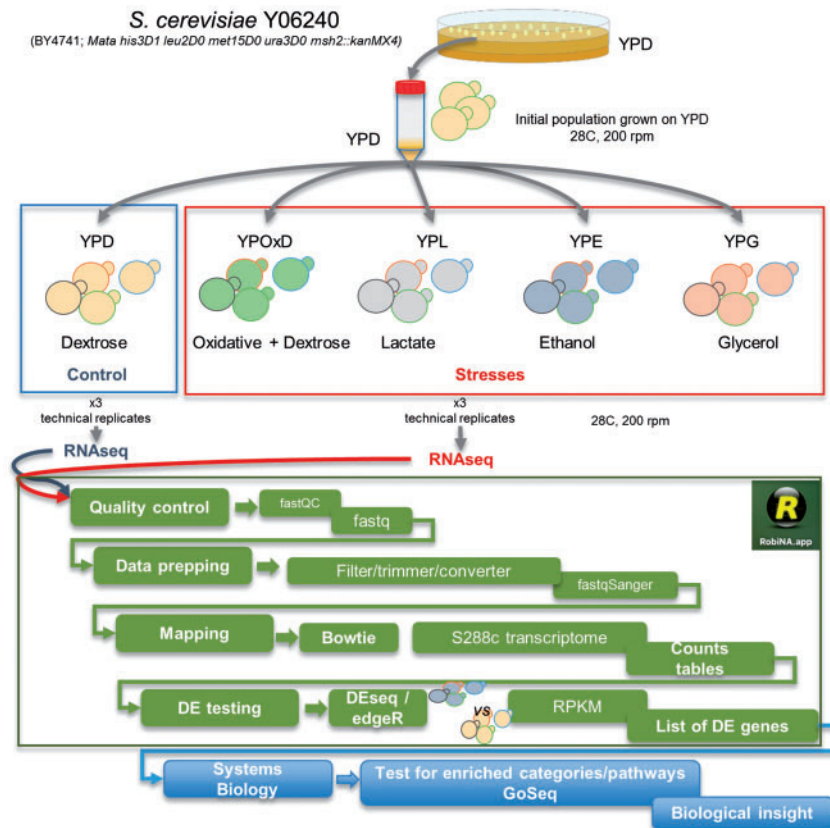 S. cerevisiae Y06240
(BY4741; Mata his3D1 leu2D0 met15D0 ura3D0 msh2::kanMX4)
YPD
YPD
Initial population grown on YPD
28C, 200 rpm
YPD
YPOxD
YPL
YPE
YPG
Dextrose
Oxidative + Dextrose
Lactate
Ethanol
Glycerol
Control
Stresses
x3
technical replicates
x3
technical replicates
28C, 200 rpm
RNAseq
RNAseq
Quality control
fastQC
fastq
R
RobiNA.app
Data prepping
Filter/trimmer/converter
fastqSanger
Mapping
Bowtie
S288c transcriptome
Counts
tables
DE testing
DEseq /
edgeR
VS
RPKM
List of DE genes
Systems
Biology
Test for enriched categories/pathways
GoSeq
Biological insight